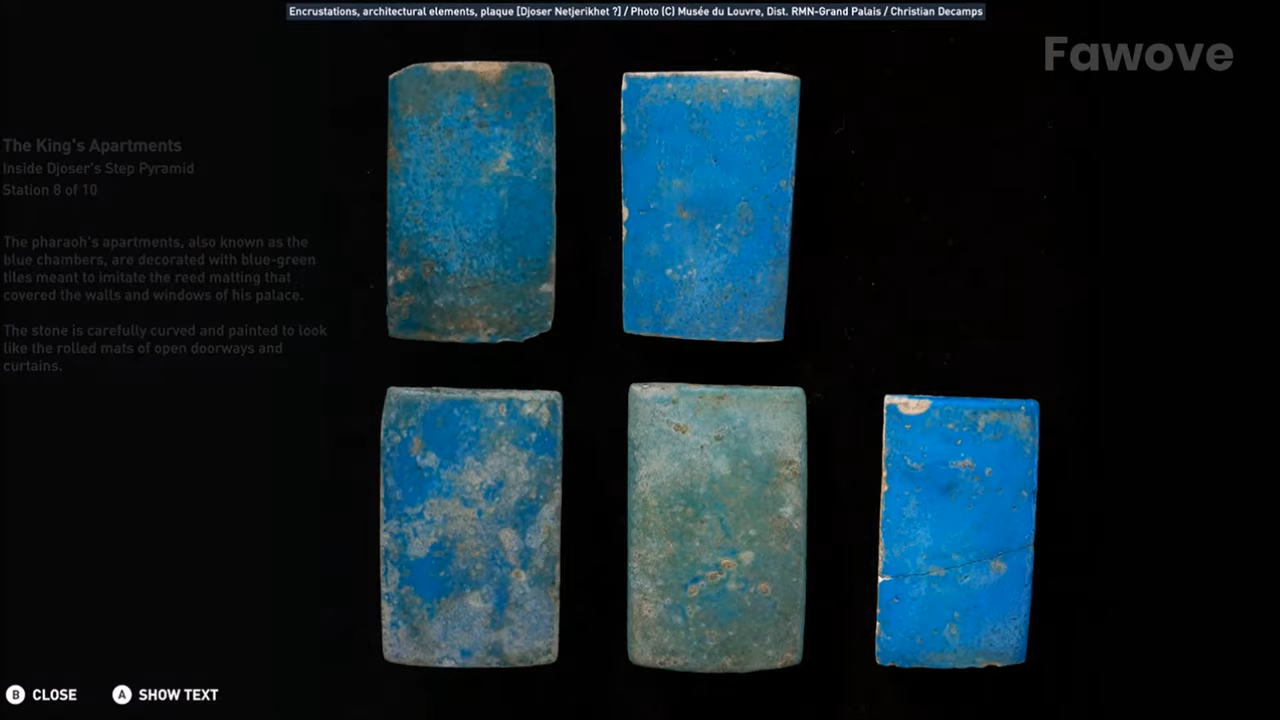 Encrustations, architectural elements, plaque [Djoser Netjerikhet ?] / Photo (C) Musée du Louvre, Dist. RMN-Grand Palais / Christian Decamps
Fawove
The King's Apartments
Inside Djoser's Step Pyramid
Station 8 of 10
The pharaoh's apartments, also known as the
blue chambers, are decorated with blue-green
tiles meant to imitate the reed matting that
covered the walls and windows of his palace.
The stone is carefully curved and painted to look
like the rolled mats of open doorways and
curtains.
B CLOSE A SHOW TEXT